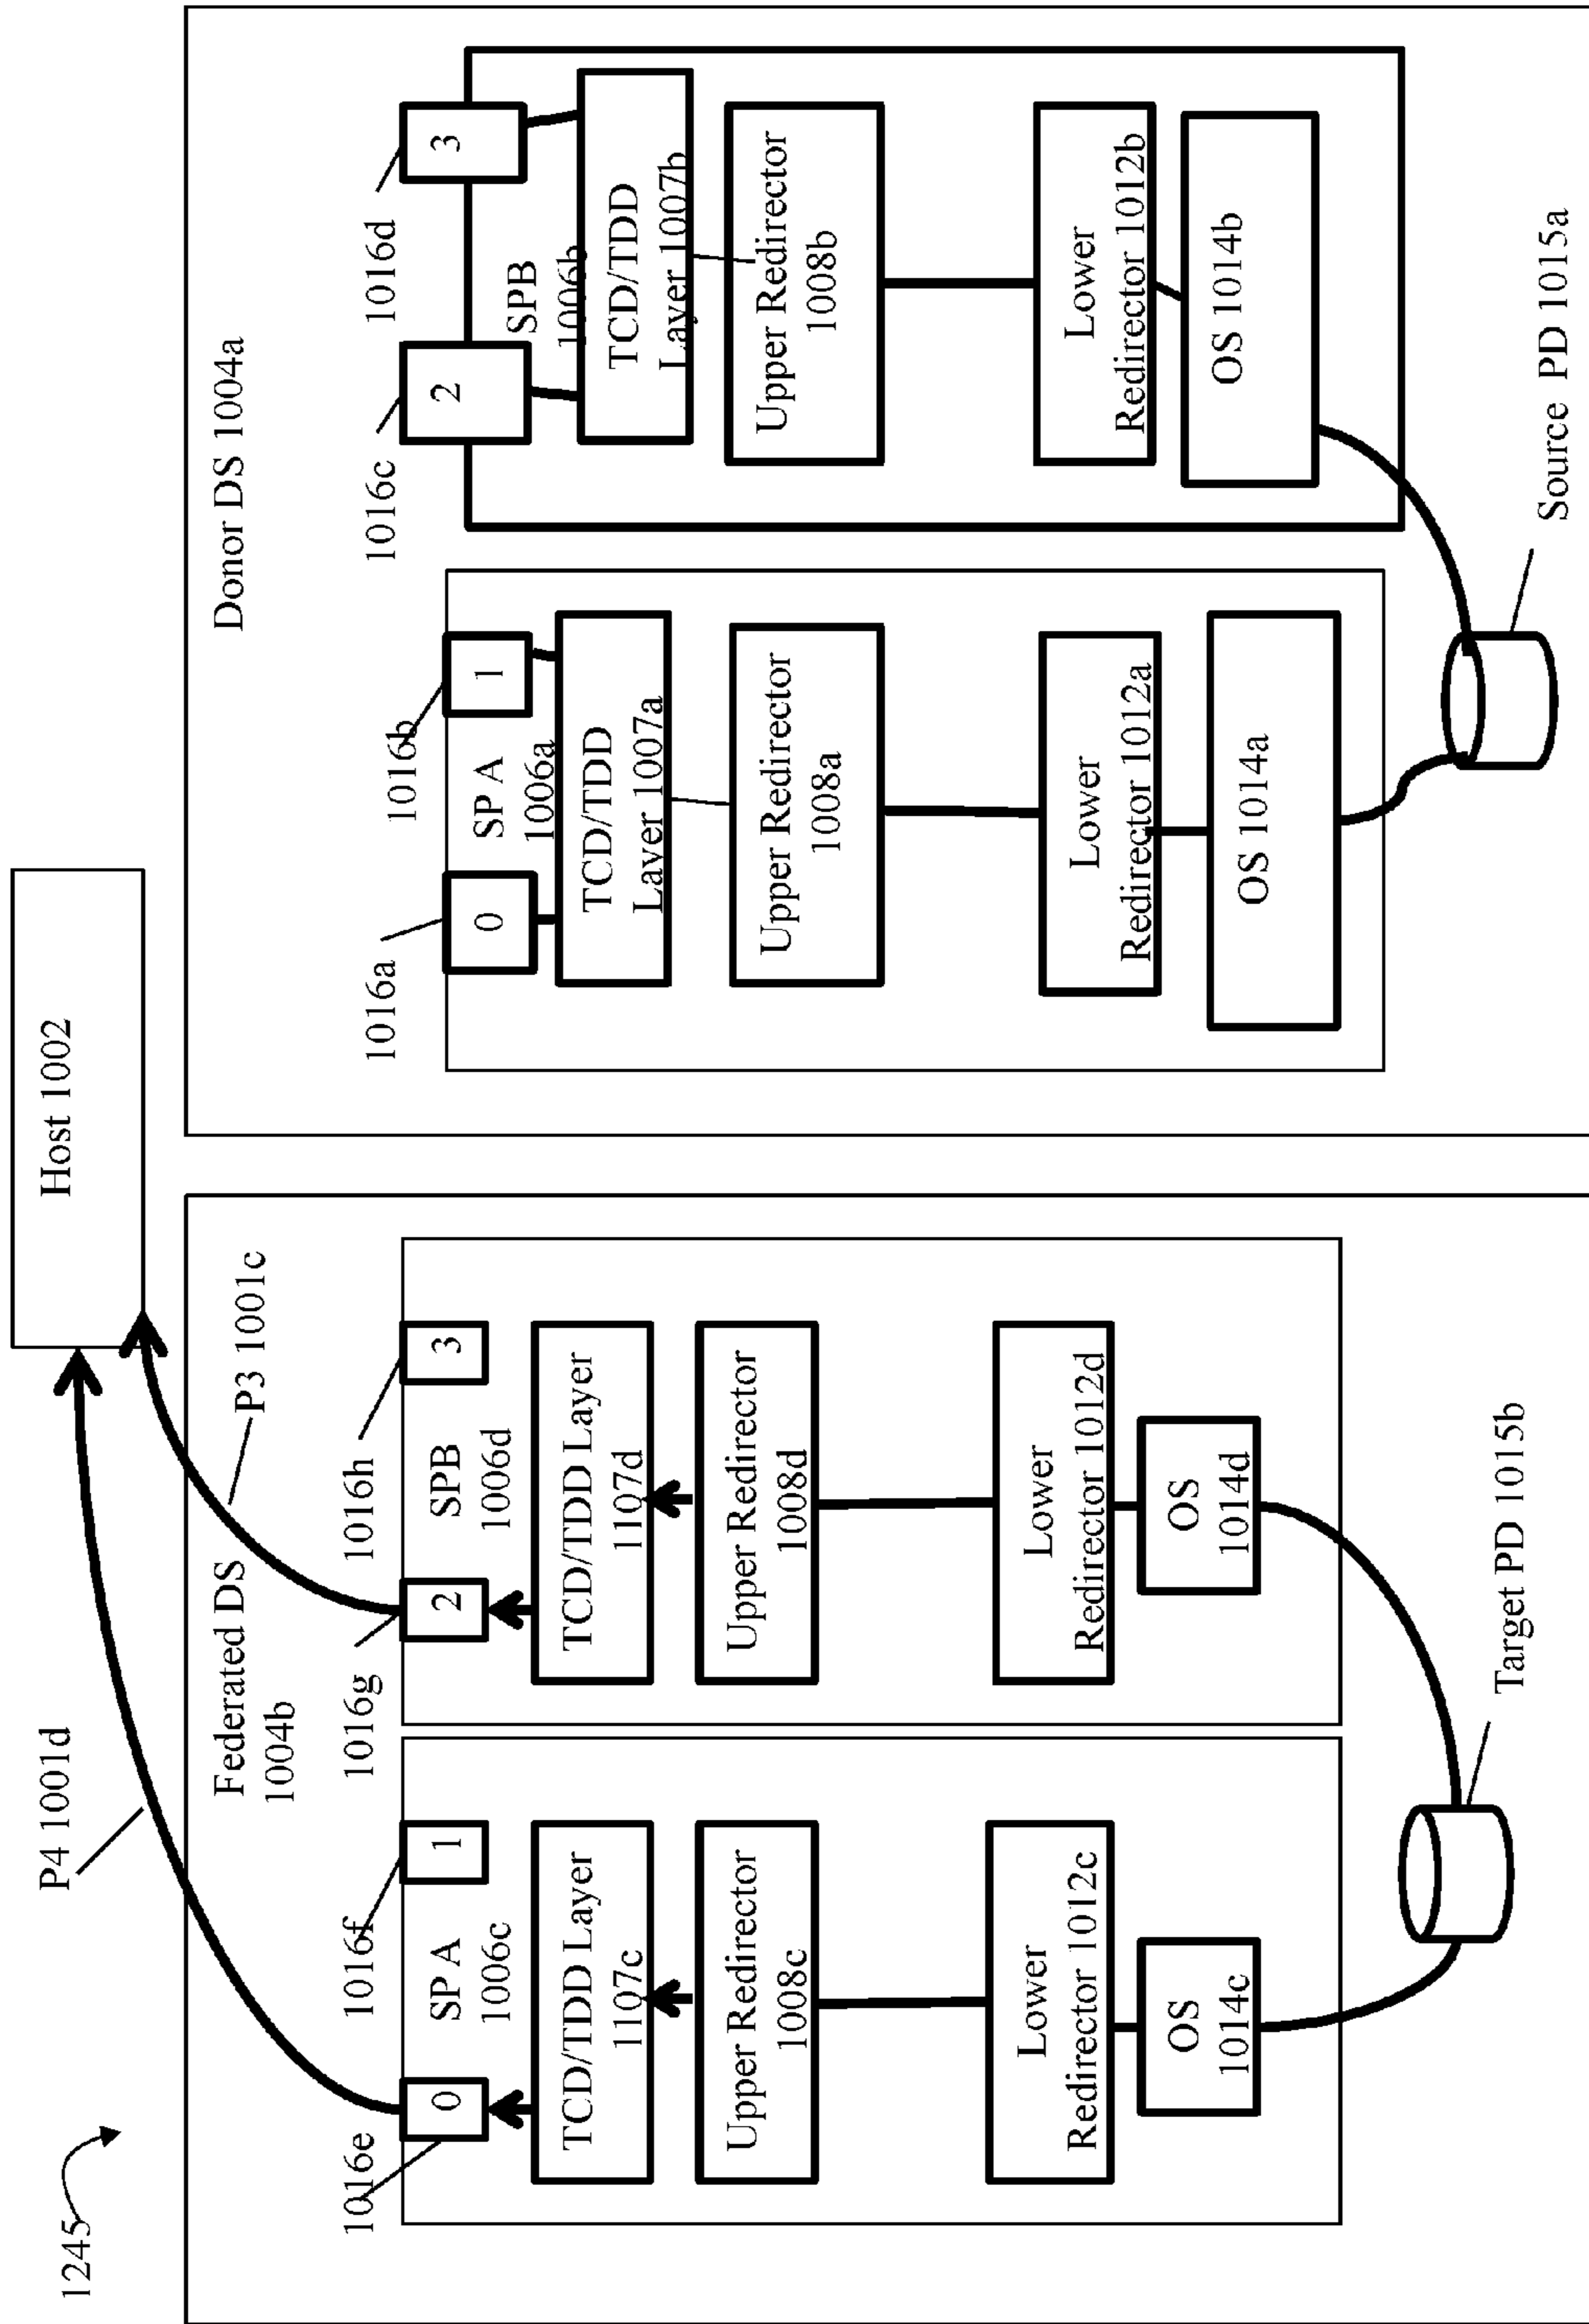 1245
Host 1002
P4 1001d
P3 1001c
Federated DS
1004b
1016e
1016f
0
1
SP A
1006c
TCD/TDD Layer
1107c
Upper Redirector
1008c
Lower
Redirector 1012c
OS
1014c
1016g
1016h
2
3
SPB
1006d
TCD/TDD Layer
1107d
Upper Redirector
1008d
Lower
Redirector 1012d
OS
1014d
Target PD 1015b
Donor DS 1004a
1016a
1016b
0
1
SP A
1006a
TCD/TDD
Layer 1007a
Upper Redirector
1008a
Lower
Redirector 1012a
OS 1014a
1016c
1016d
2
3
SPB
1006b
TCD/TDD
Layer 1007b
Upper Redirector
1008b
Lower
Redirector 1012b
OS 1014b
Source PD 1015a